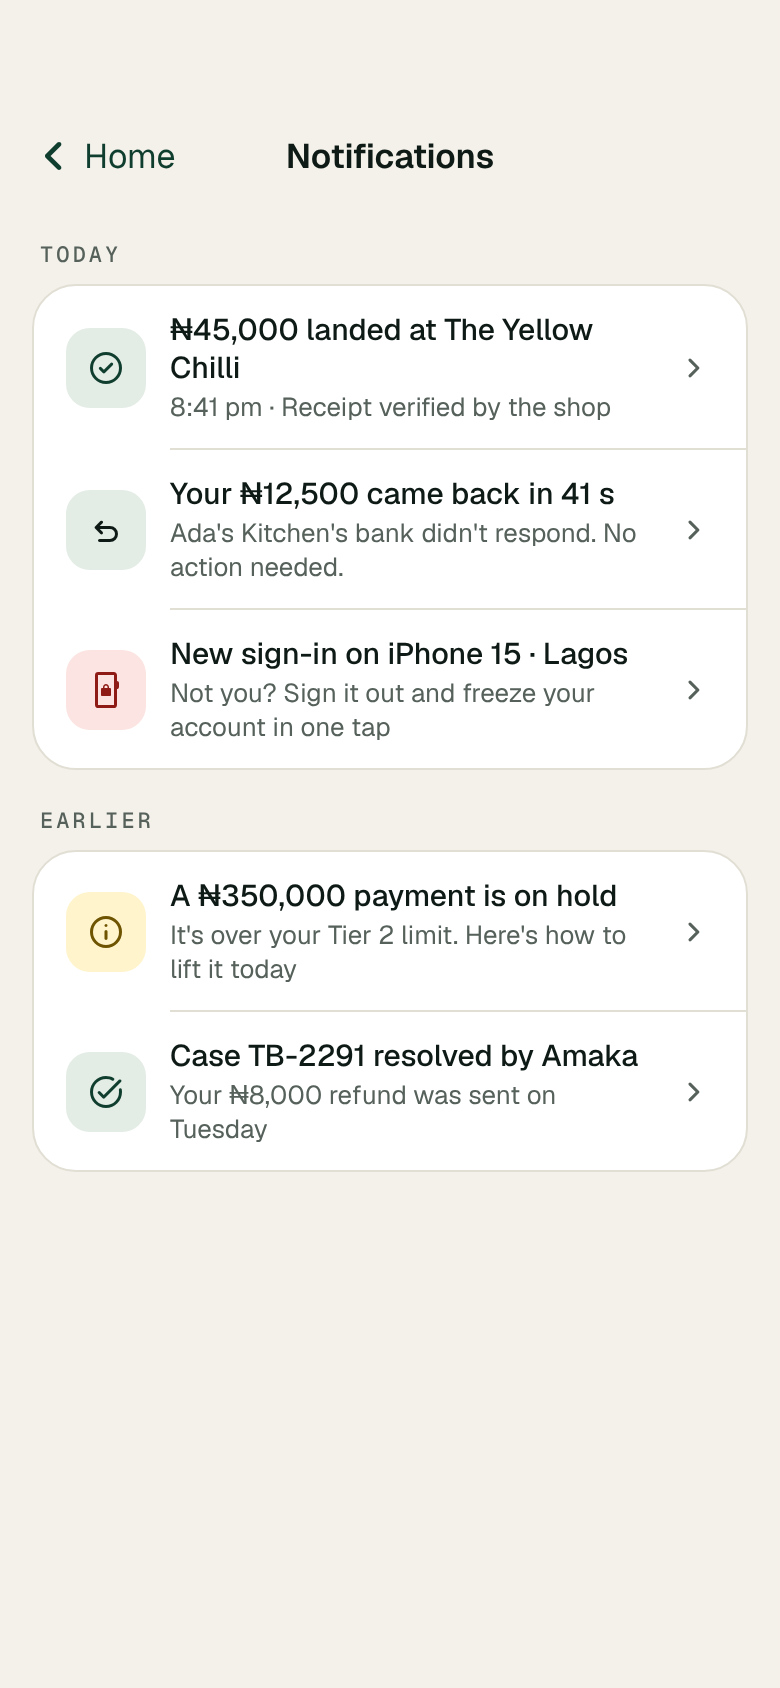 Home
Notifications
TODAY
₦45,000 landed at The Yellow
Chilli
8:41 pm · Receipt verified by the shop
Your ₦12,500 came back in 41 s
Ada's Kitchen's bank didn't respond. No
action needed.
New sign-in on iPhone 15 · Lagos
Not you? Sign it out and freeze your
account in one tap
EARLIER
A ₦350,000 payment is on hold
It's over your Tier 2 limit. Here's how to
lift it today
Case TB-2291 resolved by Amaka
Your ₦8,000 refund was sent on
Tuesday